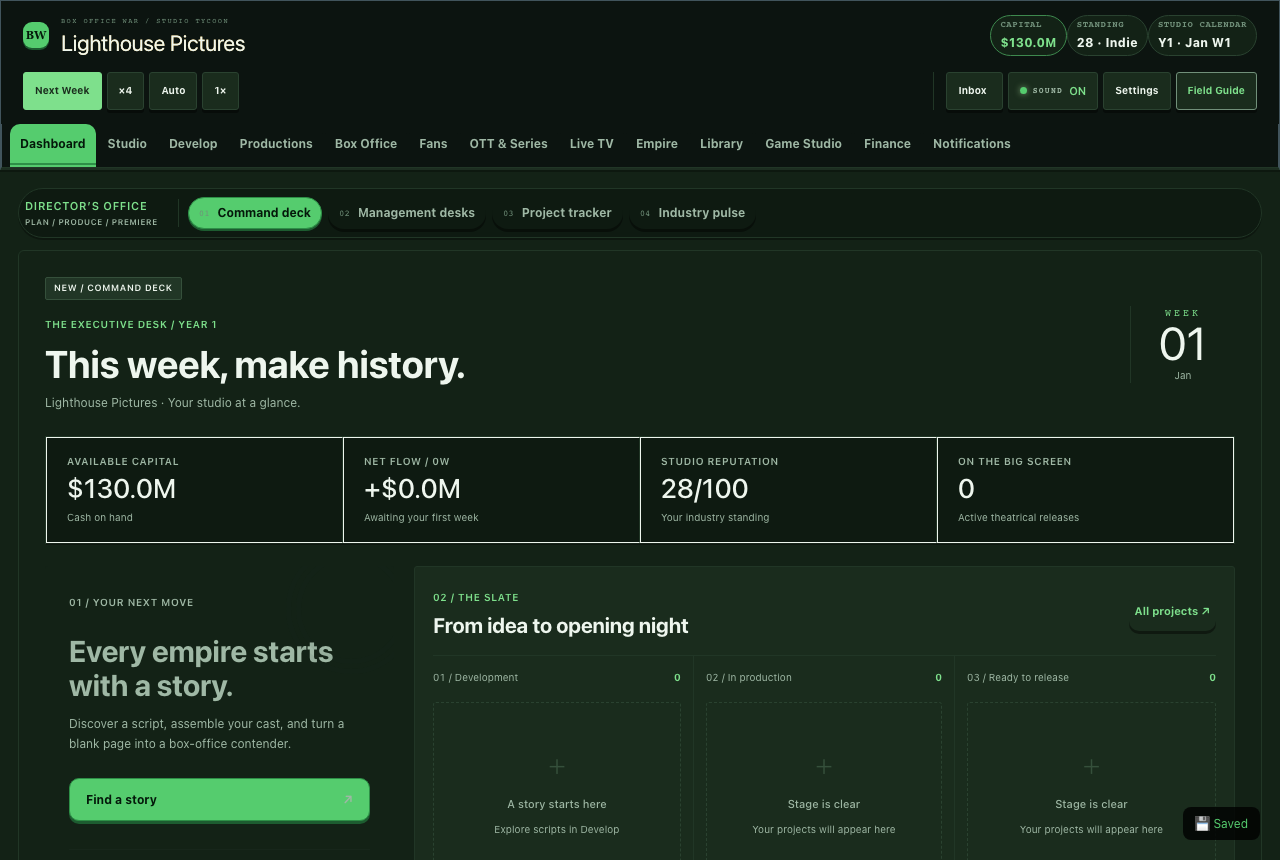 BW
BOX OFFICE WAR / STUDIO TYCOON
Lighthouse Pictures
CAPITAL
$130.0M
STANDING
28 · Indie
STUDIO CALENDAR
Y1 · Jan W1
Next Week
×4
Auto
1×
Inbox
SOUND ON
Settings
Field Guide
Dashboard
Studio
Develop
Productions
Box Office
Fans
OTT & Series
Live TV
Empire
Library
Game Studio
Finance
Notifications
DIRECTOR'S OFFICE
PLAN / PRODUCE / PREMIERE
01 Command deck
02 Management desks
03 Project tracker
04 Industry pulse
NEW / COMMAND DECK
THE EXECUTIVE DESK / YEAR 1
This week, make history.
Lighthouse Pictures · Your studio at a glance.
WEEK
01
Jan
AVAILABLE CAPITAL
$130.0M
Cash on hand
NET FLOW / 0W
+$0.0M
Awaiting your first week
STUDIO REPUTATION
28/100
Your industry standing
ON THE BIG SCREEN
0
Active theatrical releases
01 / YOUR NEXT MOVE
Every empire starts
with a story.
Discover a script, assemble your cast, and turn a
blank page into a box-office contender.
Find a story ↗
02 / THE SLATE
From idea to opening night
All projects ↗
01 / Development 0
+
A story starts here
Explore scripts in Develop
02 / In production 0
+
Stage is clear
Your projects will appear here
03 / Ready to release 0
+
Stage is clear
Your projects will appear here
💾 Saved